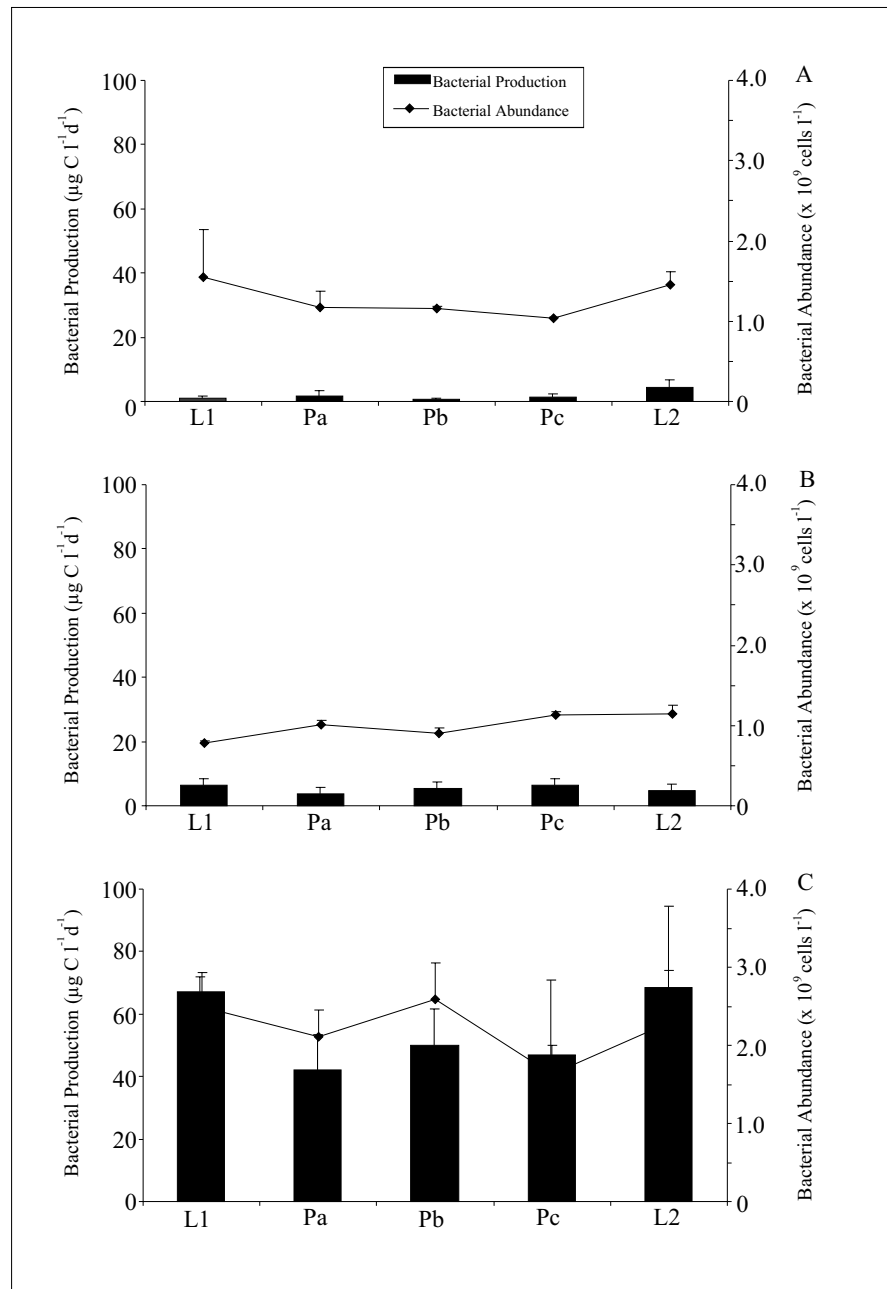 A
Bacterial Production
Bacterial Abundance
Bacterial Production (µg C l⁻¹d⁻¹)
100
80
60
40
20
0
4.0
3.0
2.0
1.0
0
Bacterial Abundance (x 10⁹ cells l⁻¹)
L1 Pa Pb Pc L2
B
Bacterial Production (µg C l⁻¹d⁻¹)
100
80
60
40
20
0
4.0
3.0
2.0
1.0
0
Bacterial Abundance (x 10⁹ cells l⁻¹)
L1 Pa Pb Pc L2
C
Bacterial Production (µg C l⁻¹d⁻¹)
100
80
60
40
20
0
4.0
3.0
2.0
1.0
0
Bacterial Abundance (x 10⁹ cells l⁻¹)
L1 Pa Pb Pc L2